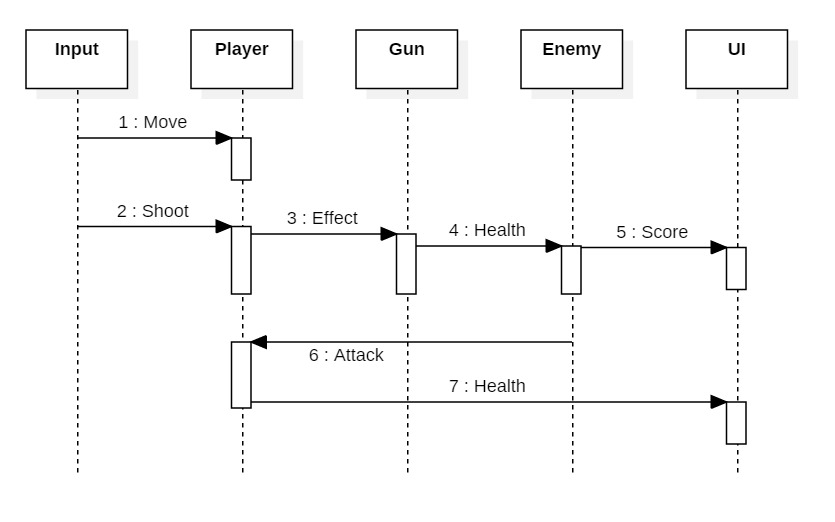 Input
Player
Gun
Enemy
UI
1 : Move
2 : Shoot
3 : Effect
4 : Health
5 : Score
6 : Attack
7 : Health